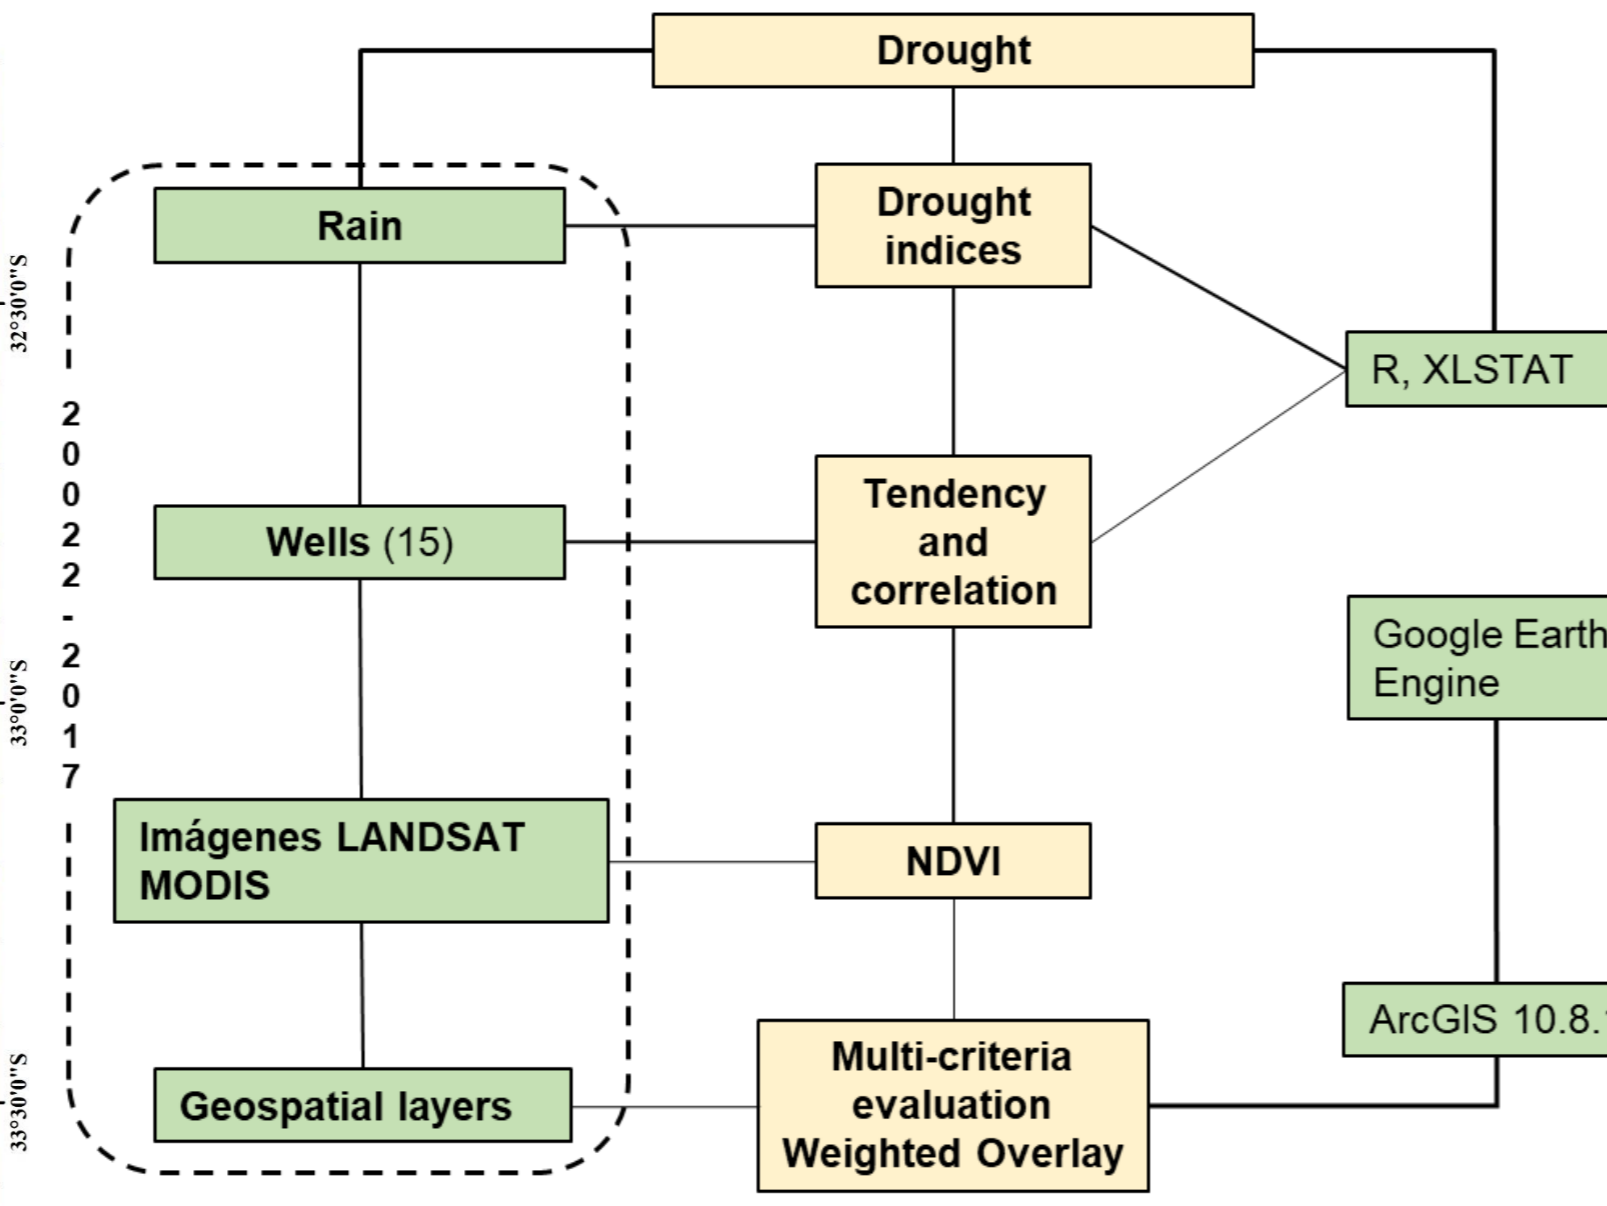 Drought
Rain
Drought
indices
32°30'0"S
R, XLSTAT
2
0
0
2
2
-
2
0
1
7
Wells (15)
Tendency
and
correlation
Google Earth
Engine
33°0'0"S
Imágenes LANDSAT
MODIS
NDVI
ArcGIS 10.8.
Geospatial layers
Multi-criteria
evaluation
Weighted Overlay
33°30'0"S